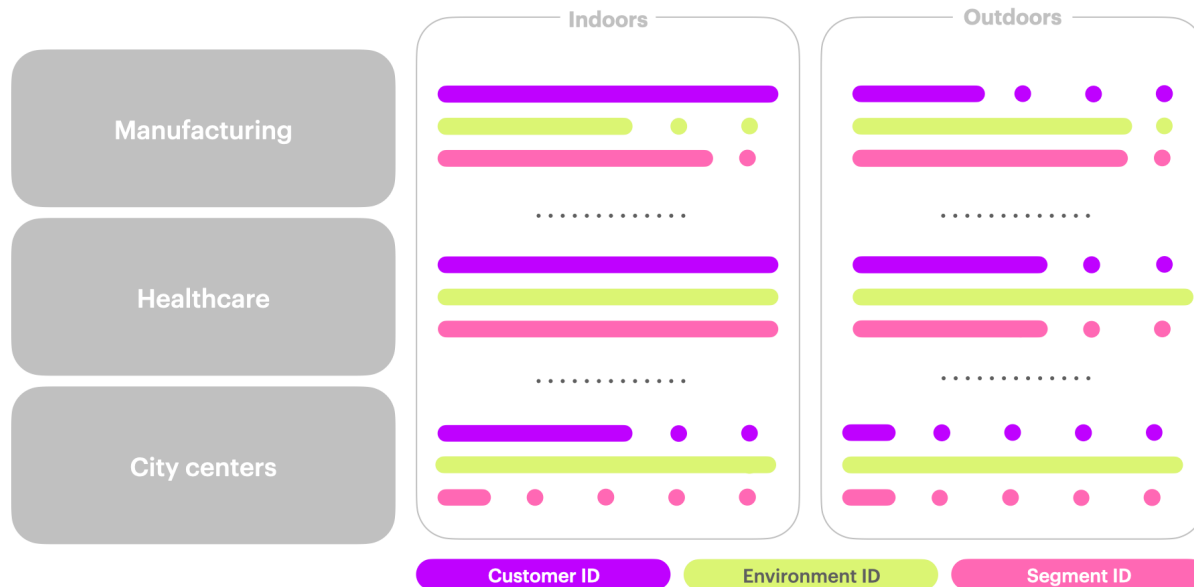 Indoors
Outdoors
Manufacturing
Healthcare
City centers
Customer ID
Environment ID
Segment ID